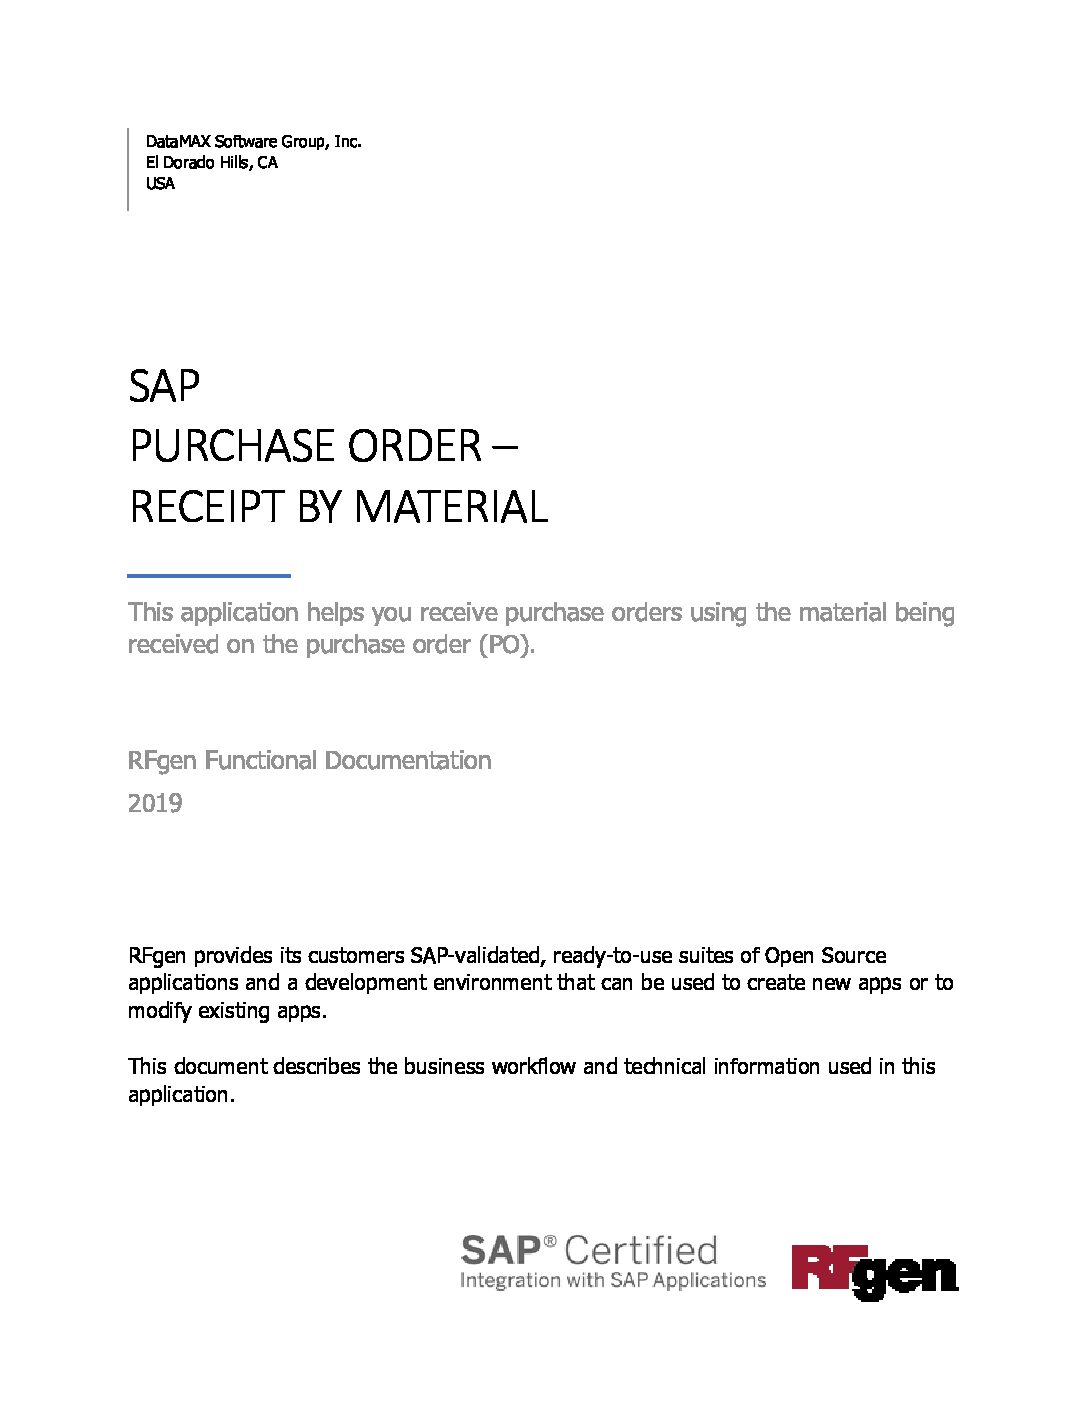 DataMAX Software Group, Inc.
El Dorado Hills, CA
USA
SAP
PURCHASE ORDER –
RECEIPT BY MATERIAL
This application helps you receive purchase orders using the material being
received on the purchase order (PO).
RFgen Functional Documentation
2019
RFgen provides its customers SAP-validated, ready-to-use suites of Open Source
applications and a development environment that can be used to create new apps or to
modify existing apps.
This document describes the business workflow and technical information used in this
application.
SAP® Certified
Integration with SAP Applications
RFgen